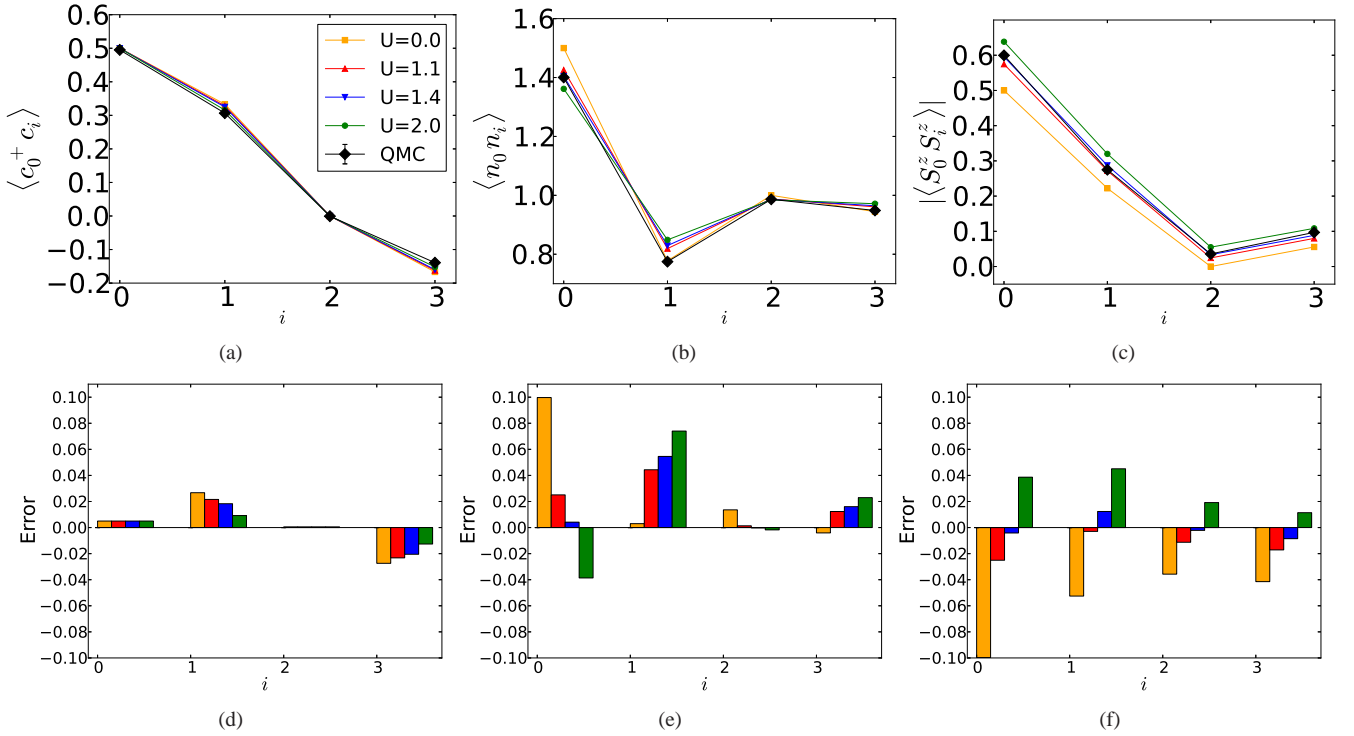 0.6
0.5
0.4
0.3
0.2
0.1
0.0
−0.1
−0.2
⟨c₀⁺ c_i⟩
U=0.0
U=1.1
U=1.4
U=2.0
QMC
0 1 2 3
i
(a)
1.6
1.4
1.2
1.0
0.8
⟨n₀ n_i⟩
0 1 2 3
i
(b)
0.6
0.5
0.4
0.3
0.2
0.1
0.0
|⟨S₀ᶻ S_iᶻ⟩|
0 1 2 3
i
(c)
0.10
0.08
0.06
0.04
0.02
0.00
−0.02
−0.04
−0.06
−0.08
−0.10
Error
0 1 2 3
i
(d)
0.10
0.08
0.06
0.04
0.02
0.00
−0.02
−0.04
−0.06
−0.08
−0.10
Error
0 1 2 3
i
(e)
0.10
0.08
0.06
0.04
0.02
0.00
−0.02
−0.04
−0.06
−0.08
−0.10
Error
0 1 2 3
i
(f)